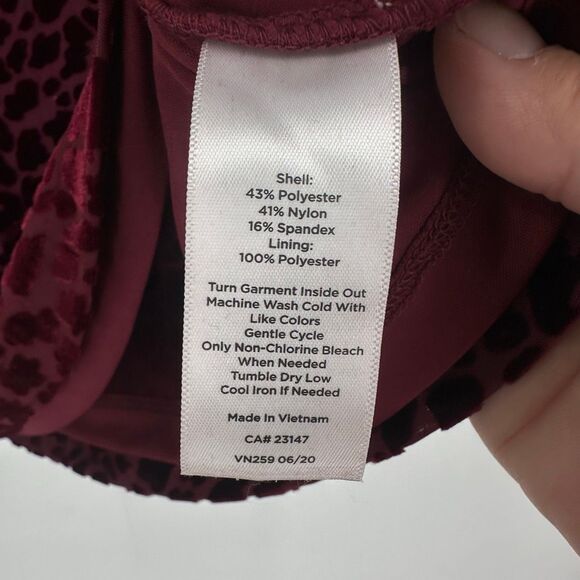 Shell:
43% Polyester
41% Nylon
16% Spandex
Lining:
100% Polyester
Turn Garment Inside Out
Machine Wash Cold With
Like Colors
Gentle Cycle
Only Non-Chlorine Bleach
When Needed
Tumble Dry Low
Cool Iron If Needed
Made In Vietnam
CA# 23147
VN259 06/20